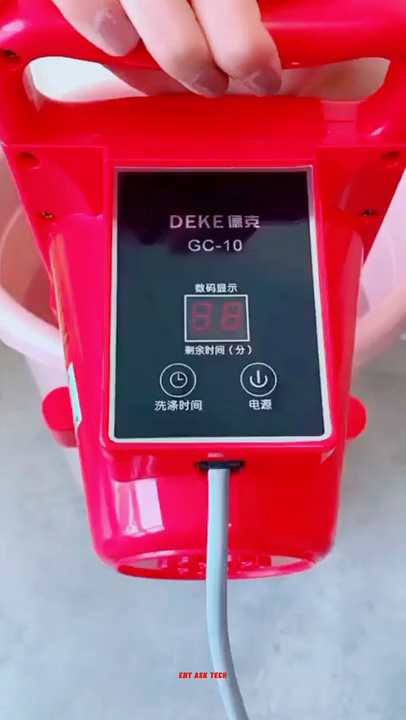 DEKE 德克
GC-10
数码显示
88
剩余时间（分）
洗涤时间
电源
ENT ASK TECH